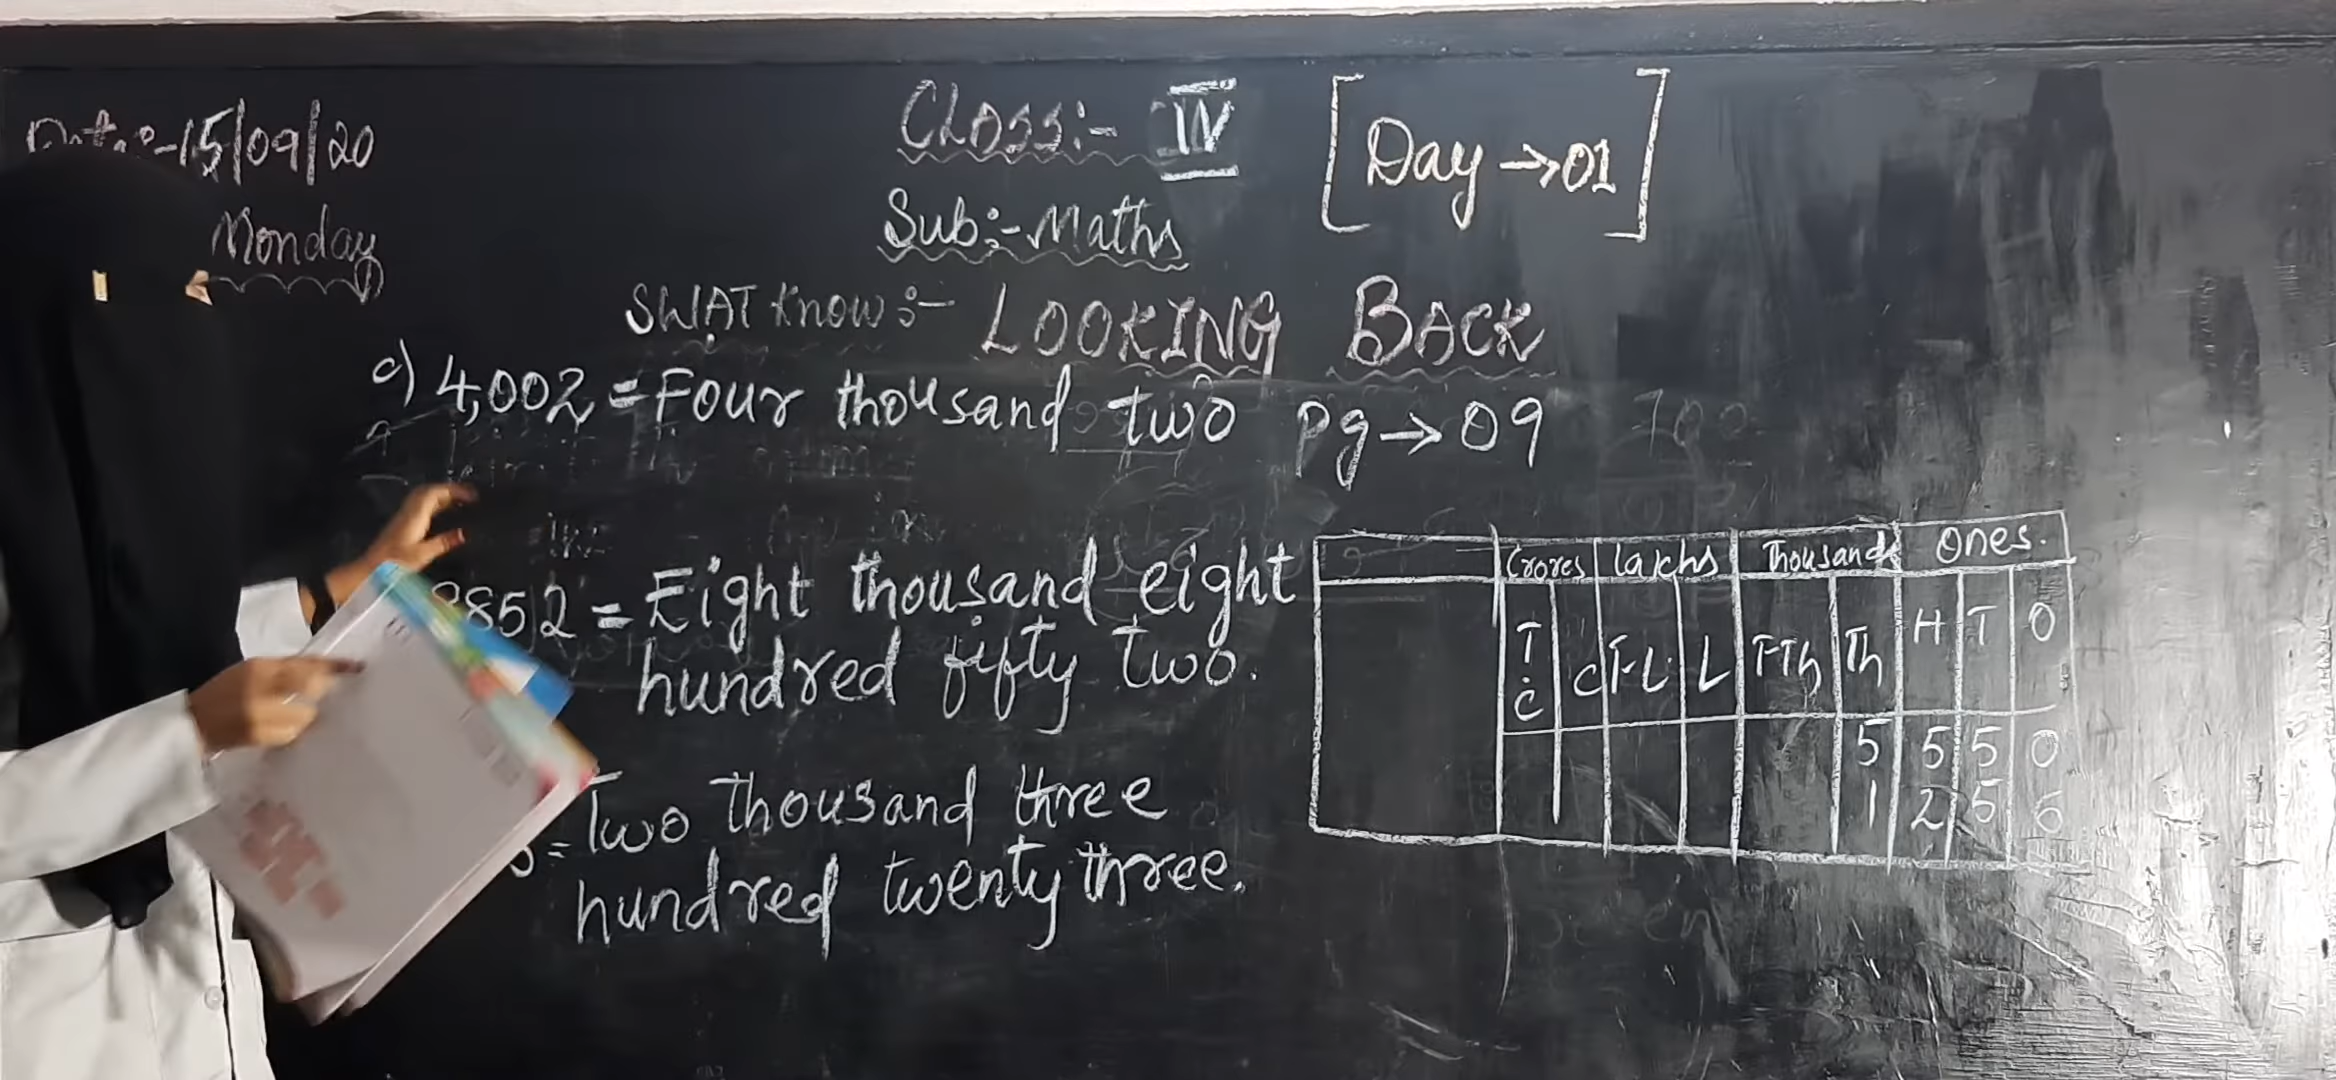 15/09/20
Monday
CLASS:- IV
Sub:- Maths
[Day → 01]
SWAT Know:- LOOKING BACK
c) 4,002 = Four thousand two
pg → 09
8852 = Eight thousand eight
hundred fifty two.
= Two thousand three
hundred twenty three.
Crores Lakhs Thousands Ones.
T.C C T-L L T-Th Th H T O
5 5 5 0
1 2 5 6